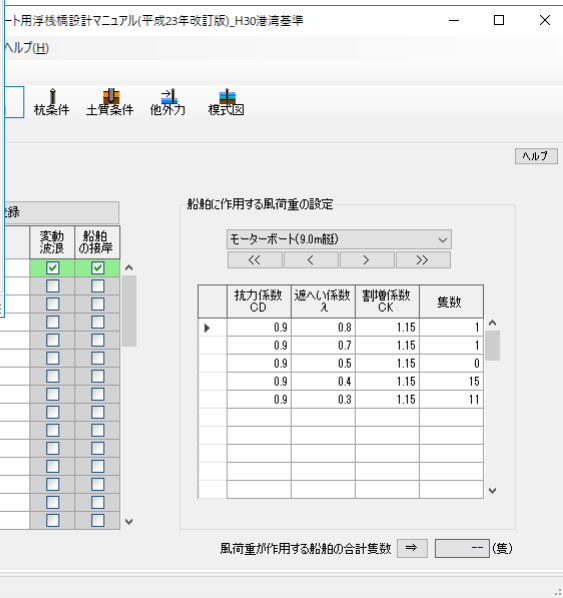 ート用浮桟橋設計マニュアル(平成23年改訂版)_H30港湾基準
ヘルプ(H)
杭条件 土質条件 他外力 模式図
ヘルプ
録
変動波浪 船舶の接岸
船舶に作用する風荷重の設定
モーターボート(9.0m艇)
<< < > >>
抗力係数 遮へい係数 割増係数 隻数
CD λ CK
0.9 0.8 1.15 1
0.9 0.7 1.15 1
0.9 0.5 1.15 0
0.9 0.4 1.15 15
0.9 0.3 1.15 11
風荷重が作用する船舶の合計隻数 ⇒ -- (隻)